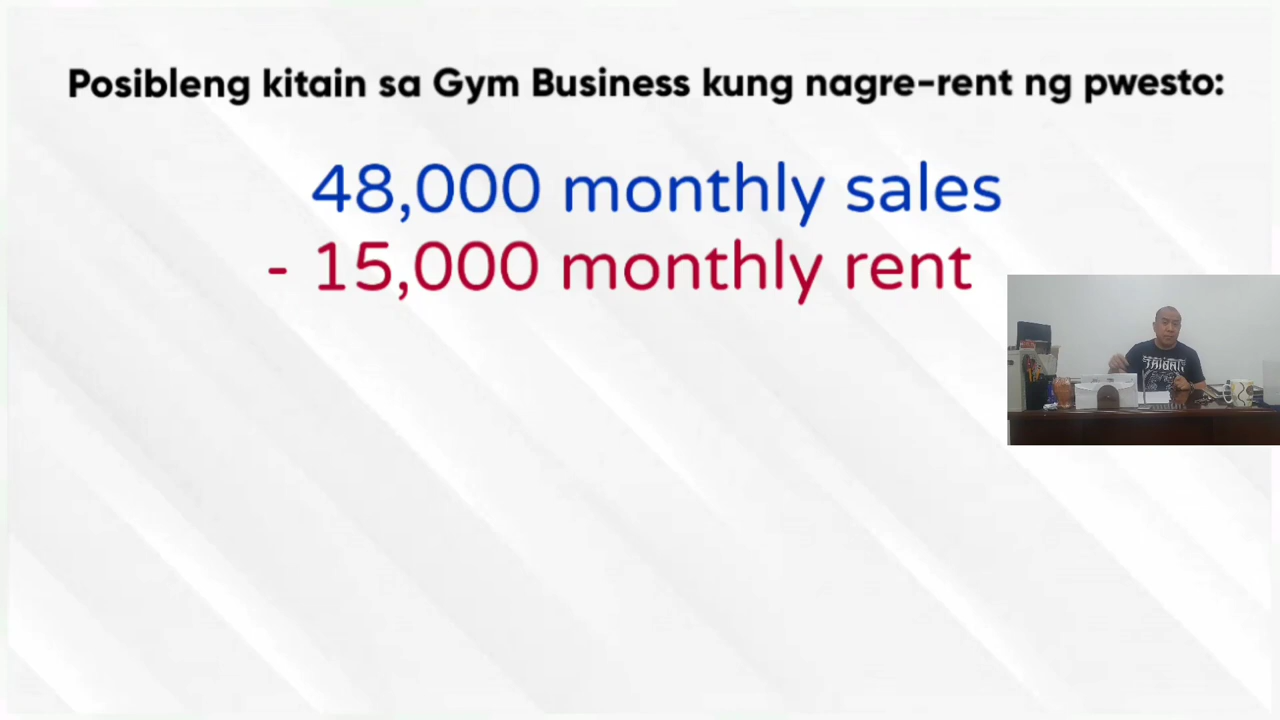 Posibleng kitain sa Gym Business kung nagre-rent ng pwesto:
48,000 monthly sales
- 15,000 monthly rent